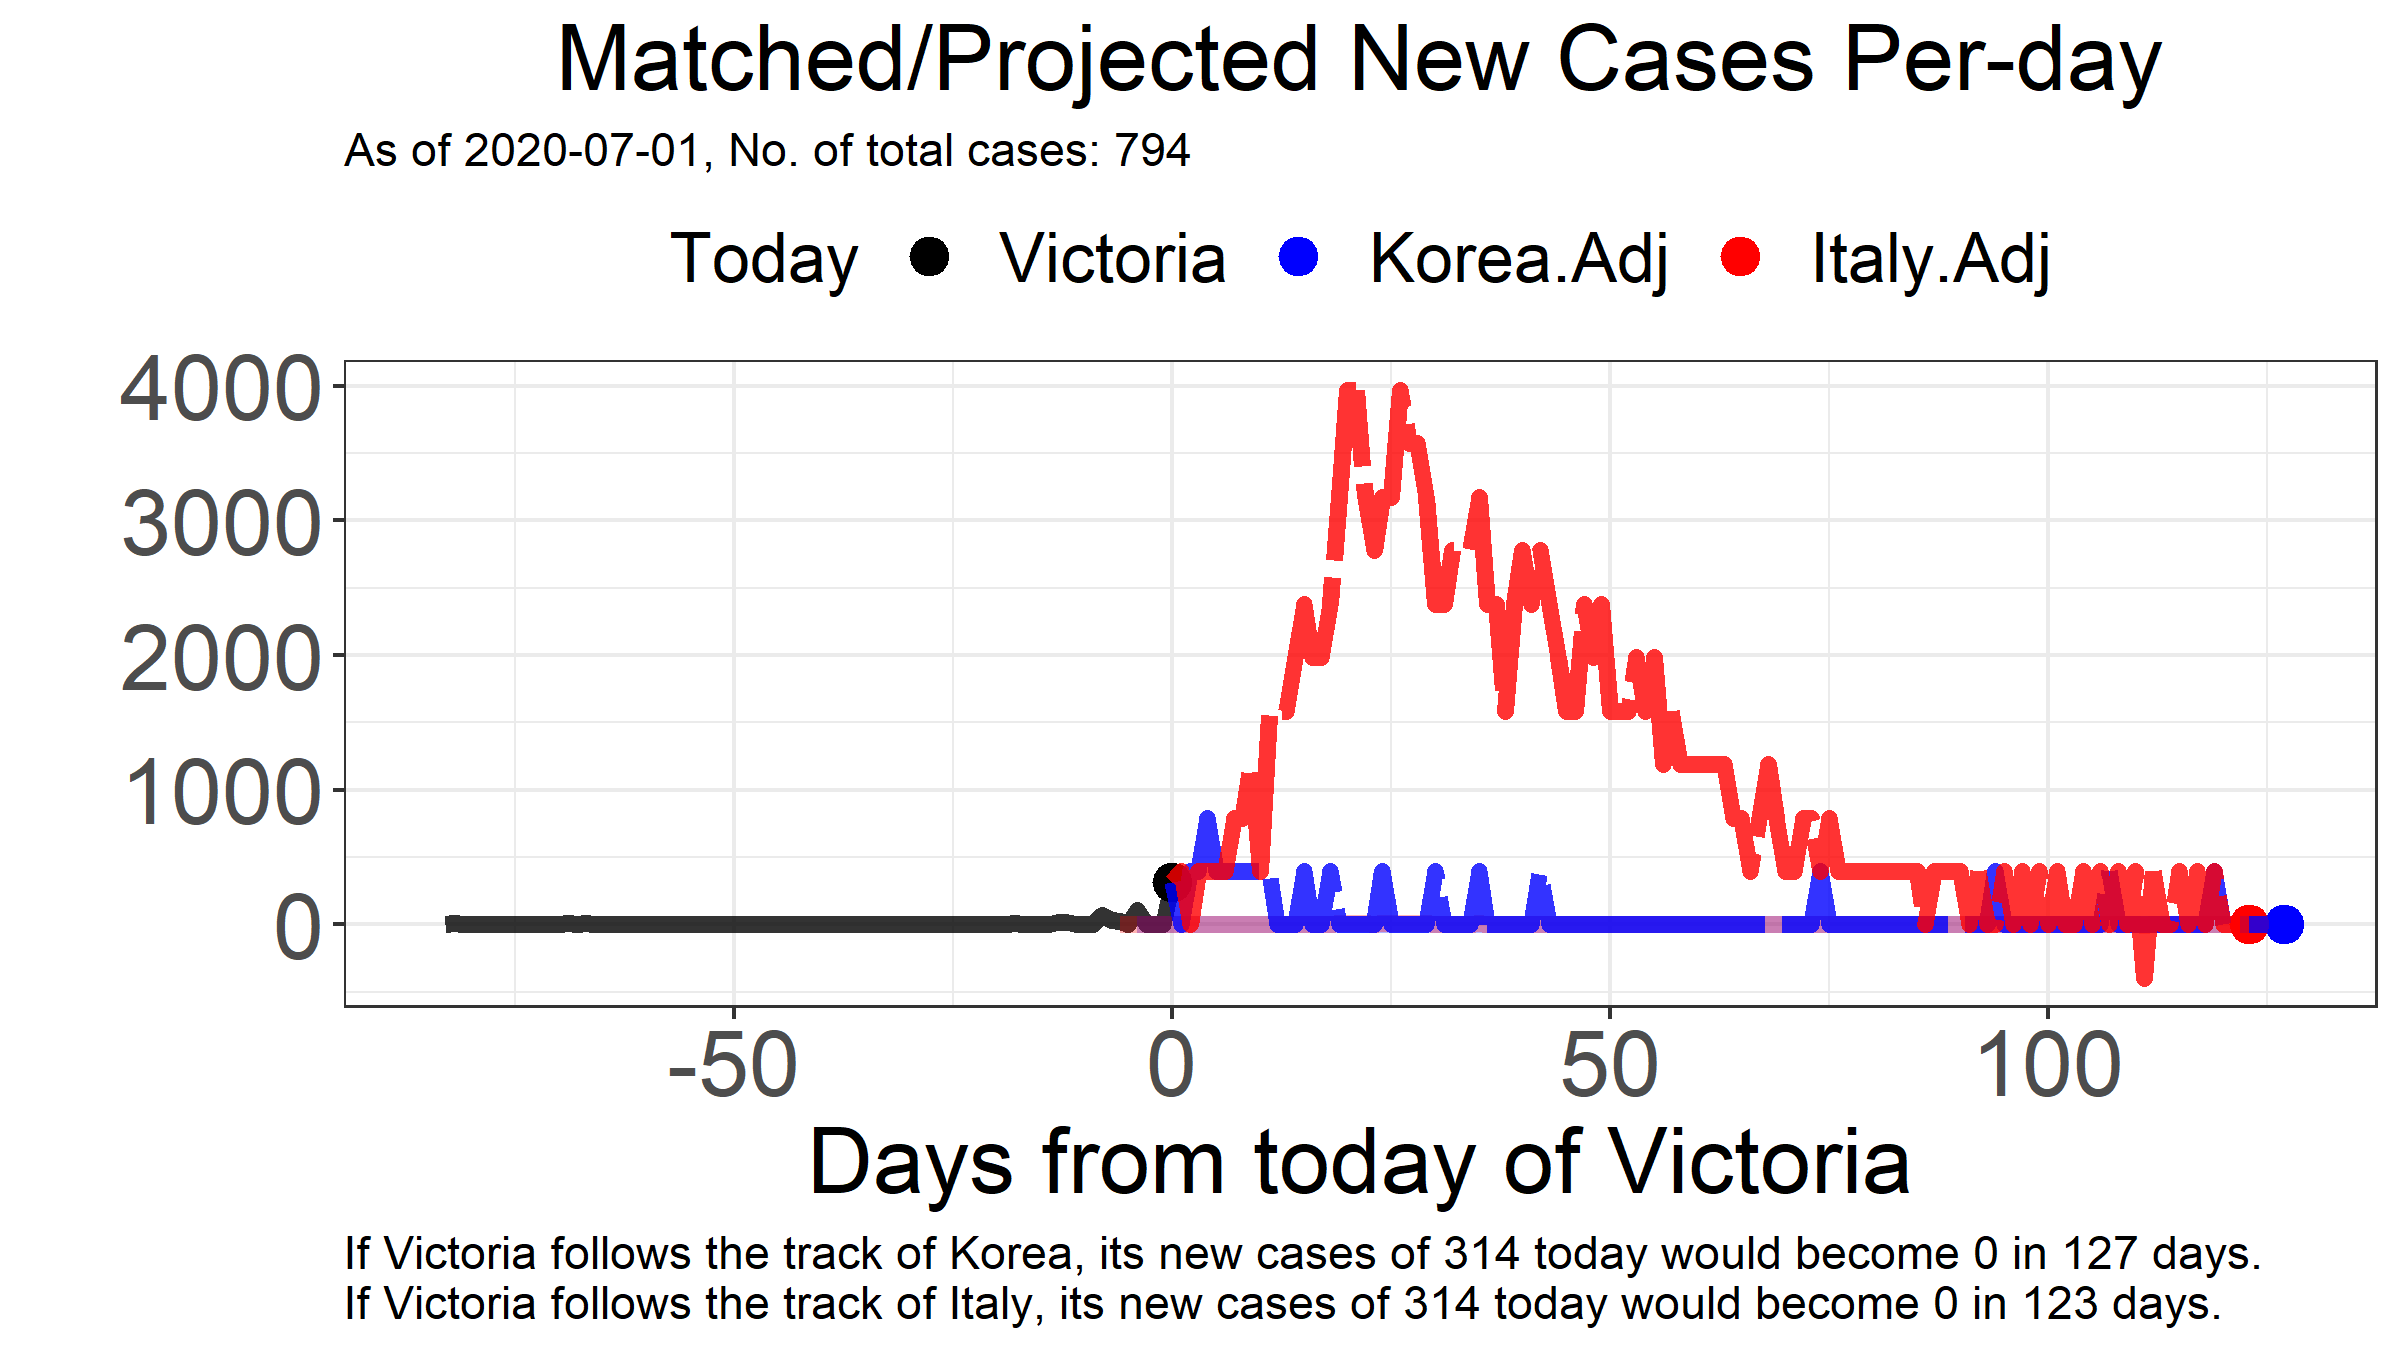 Matched/Projected New Cases Per-day
As of 2020-07-01, No. of total cases: 794
Today Victoria Korea.Adj Italy.Adj
4000
3000
2000
1000
0
-50 0 50 100
Days from today of Victoria
If Victoria follows the track of Korea, its new cases of 314 today would become 0 in 127 days.
If Victoria follows the track of Italy, its new cases of 314 today would become 0 in 123 days.